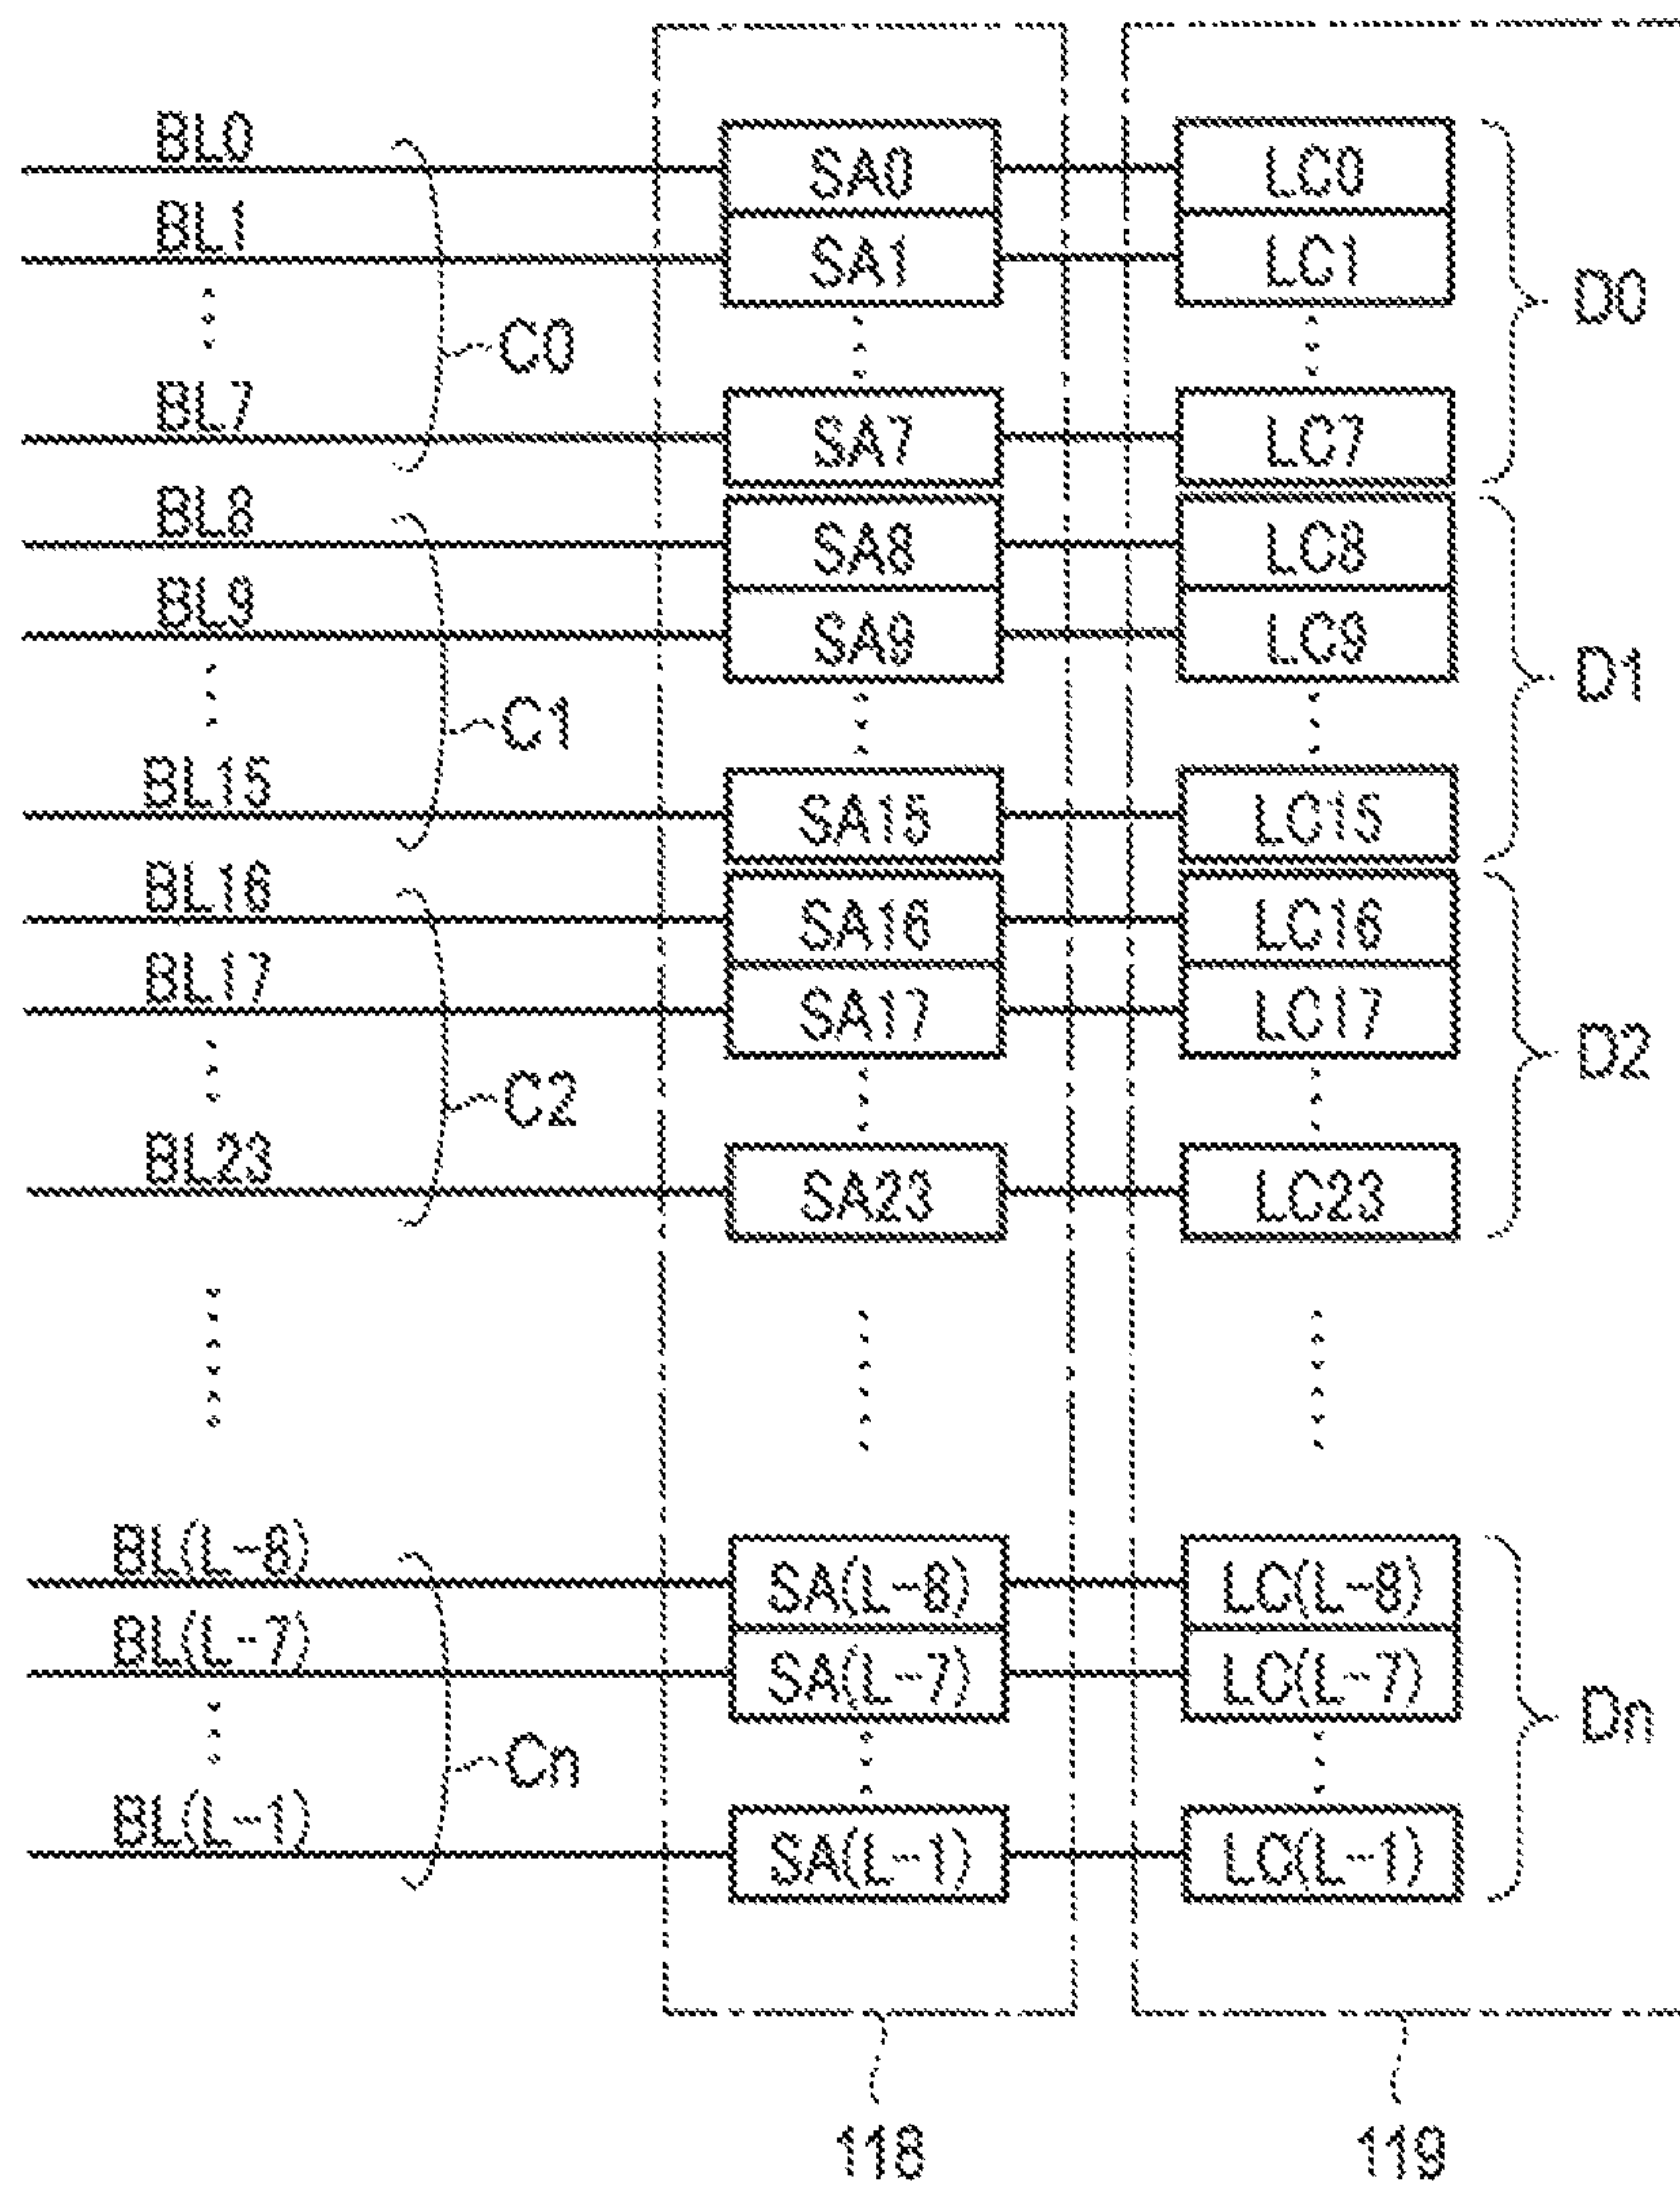 BL0 SA0 LC0
BL1 SA1 LC1 D0
C0
BL7 SA7 LC7
BL8 SA8 LC8
BL9 SA9 LC9
D1
C1
BL15 SA15 LC15
BL16 SA16 LC16
BL17 SA17 LC17
D2
C2
BL23 SA23 LC23
BL(L-8) SA(L-8) LC(L-8)
BL(L-7) SA(L-7) LC(L-7)
Dn
Cn
BL(L-1) SA(L-1) LC(L-1)
118 119